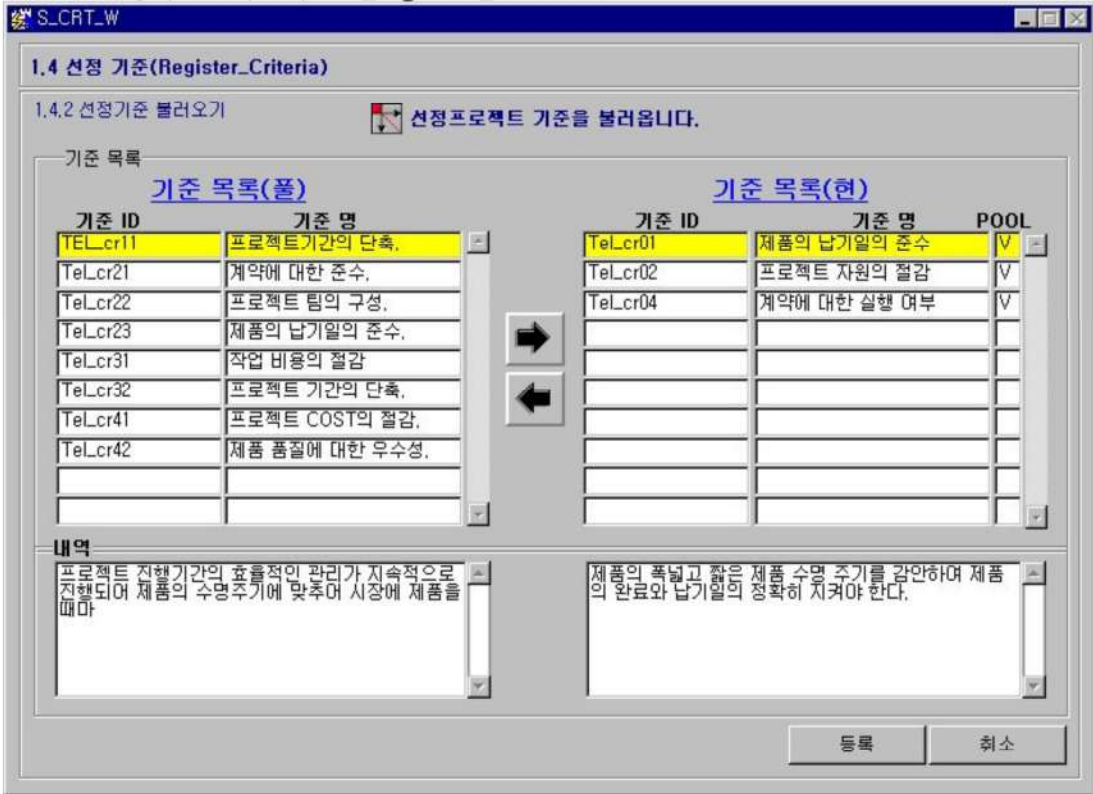 S_CRT_W
1.4 선정 기준(Register_Criteria)
1.4.2 선정기준 불러오기
선정프로젝트 기준을 불러옵니다.
기준 목록
기준 목록(풀)
기준 목록(현)
기준 ID 기준 명
기준 ID 기준 명 POOL
TEL_cr11 프로젝트기간의 단축.
Tel_cr21 계약에 대한 준수.
Tel_cr22 프로젝트 팀의 구성.
Tel_cr23 제품의 납기일의 준수.
Tel_cr31 작업 비용의 절감
Tel_cr32 프로젝트 기간의 단축.
Tel_cr41 프로젝트 COST의 절감.
Tel_cr42 제품 품질에 대한 우수성.
Tel_cr01 제품의 납기일의 준수 V
Tel_cr02 프로젝트 자원의 절감 V
Tel_cr04 계약에 대한 실행 여부 V
내역
프로젝트 진행기간의 효율적인 관리가 지속적으로
진행되어 제품의 수명주기에 맞추어 시장에 제품을
때마
제품의 폭넓고 짧은 제품 수명 주기를 감안하여 제품
의 완료와 납기일의 정확히 지켜야 한다.
등록
취소